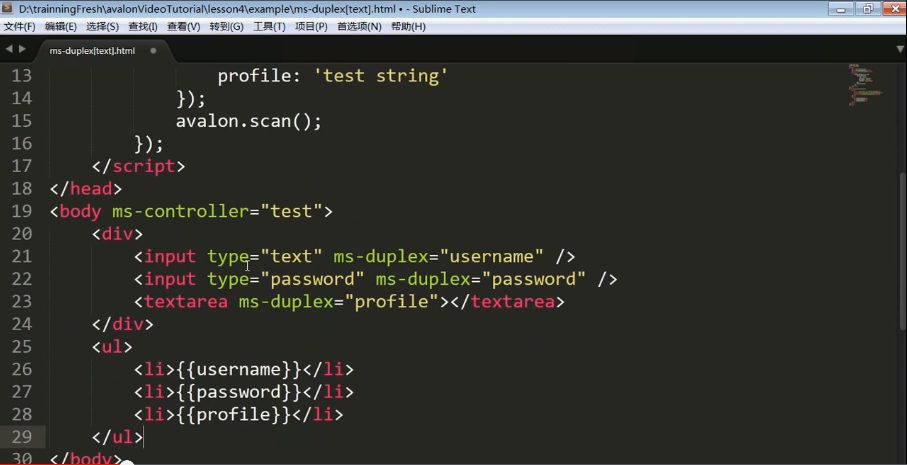 D:\trainningFresh\avalonVideoTutorial\lesson4\example\ms-duplex[text].html • - Sublime Text
文件(F) 编辑(E) 选择(S) 查找(I) 查看(V) 转到(G) 工具(T) 项目(P) 首选项(N) 帮助(H)
ms-duplex[text].html
13 profile: 'test string'
14 });
15 avalon.scan();
16 });
17 </script>
18 </head>
19 <body ms-controller="test">
20 <div>
21 <input type="text" ms-duplex="username" />
22 <input type="password" ms-duplex="password" />
23 <textarea ms-duplex="profile"></textarea>
24 </div>
25 <ul>
26 <li>{{username}}</li>
27 <li>{{password}}</li>
28 <li>{{profile}}</li>
29 </ul>
30 </body>